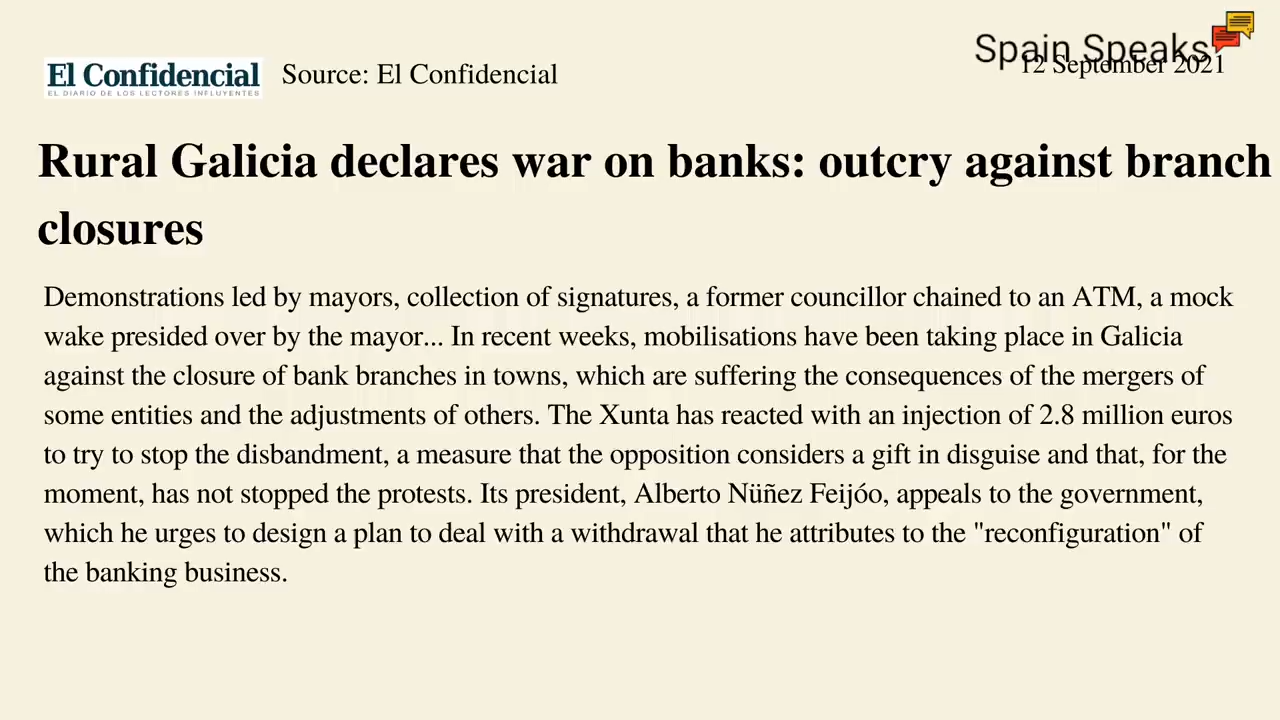 Spain Speaks
El Confidencial
EL DIARIO DE LOS LECTORES INFLUYENTES
Source: El Confidencial
12 September 2021
Rural Galicia declares war on banks: outcry against branch
closures
Demonstrations led by mayors, collection of signatures, a former councillor chained to an ATM, a mock
wake presided over by the mayor... In recent weeks, mobilisations have been taking place in Galicia
against the closure of bank branches in towns, which are suffering the consequences of the mergers of
some entities and the adjustments of others. The Xunta has reacted with an injection of 2.8 million euros
to try to stop the disbandment, a measure that the opposition considers a gift in disguise and that, for the
moment, has not stopped the protests. Its president, Alberto Nüñez Feijóo, appeals to the government,
which he urges to design a plan to deal with a withdrawal that he attributes to the "reconfiguration" of
the banking business.